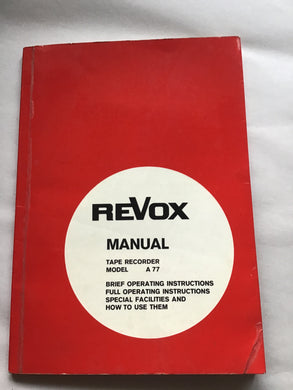 REVOX
MANUAL
TAPE RECORDER
MODEL A 77
BRIEF OPERATING INSTRUCTIONS
FULL OPERATING INSTRUCTIONS
SPECIAL FACILITIES AND
HOW TO USE THEM